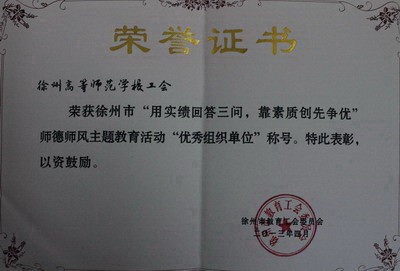 荣誉证书
徐州高等师范学校工会
荣获徐州市“用实绩回答三问，靠素质创先争优”
师德师风主题教育活动“优秀组织单位”称号。特此表彰，
以资鼓励。
徐州市教育工会委员会
二〇一三年四月